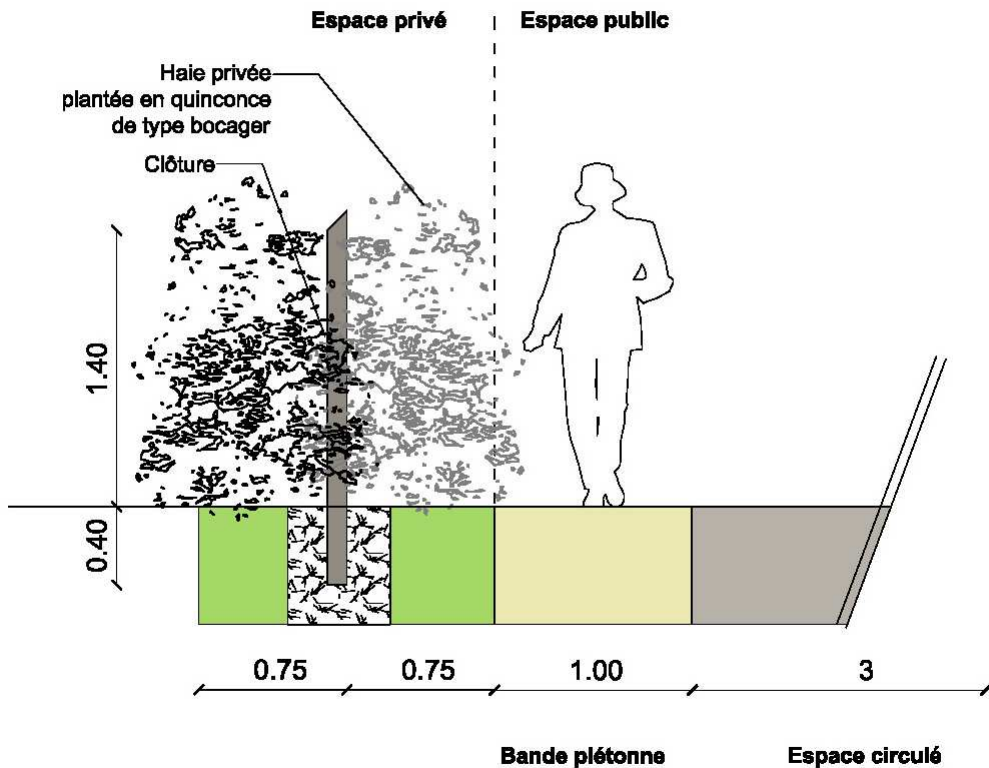 Espace privé
Espace public
Haie privée
plantée en quinconce
de type bocager
Clôture
1.40
0.40
0.75
0.75
1.00
3
Bande piétonne
Espace circulé